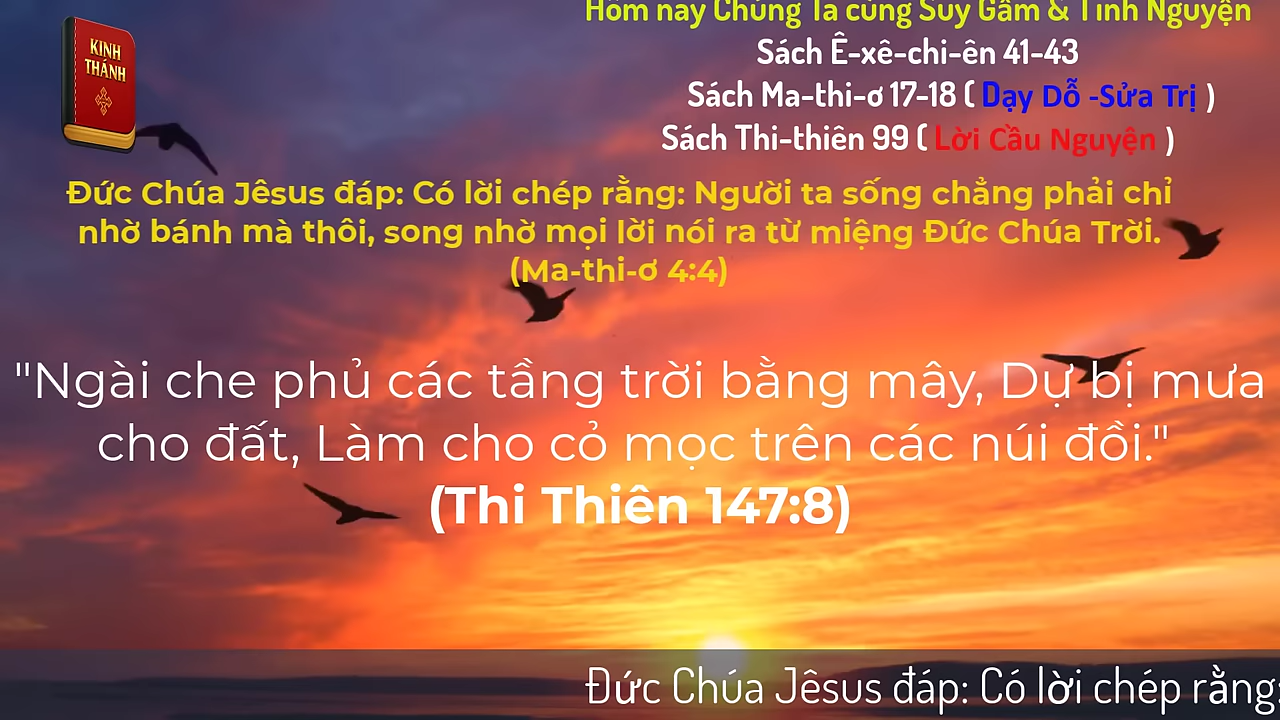 Hôm nay Chúng Ta cùng Suy Gẫm & Tĩnh Nguyện
Sách Ê-xê-chi-ên 41-43
Sách Ma-thi-ơ 17-18 ( Dạy Dỗ -Sửa Trị )
Sách Thi-thiên 99 ( Lời Cầu Nguyện )
KINH
THÁNH
Đức Chúa Jêsus đáp: Có lời chép rằng: Người ta sống chẳng phải chỉ
nhờ bánh mà thôi, song nhờ mọi lời nói ra từ miệng Đức Chúa Trời.
(Ma-thi-ơ 4:4)
"Ngài che phủ các tầng trời bằng mây, Dự bị mưa
cho đất, Làm cho cỏ mọc trên các núi đồi."
(Thi Thiên 147:8)
Đức Chúa Jêsus đáp: Có lời chép rằng: